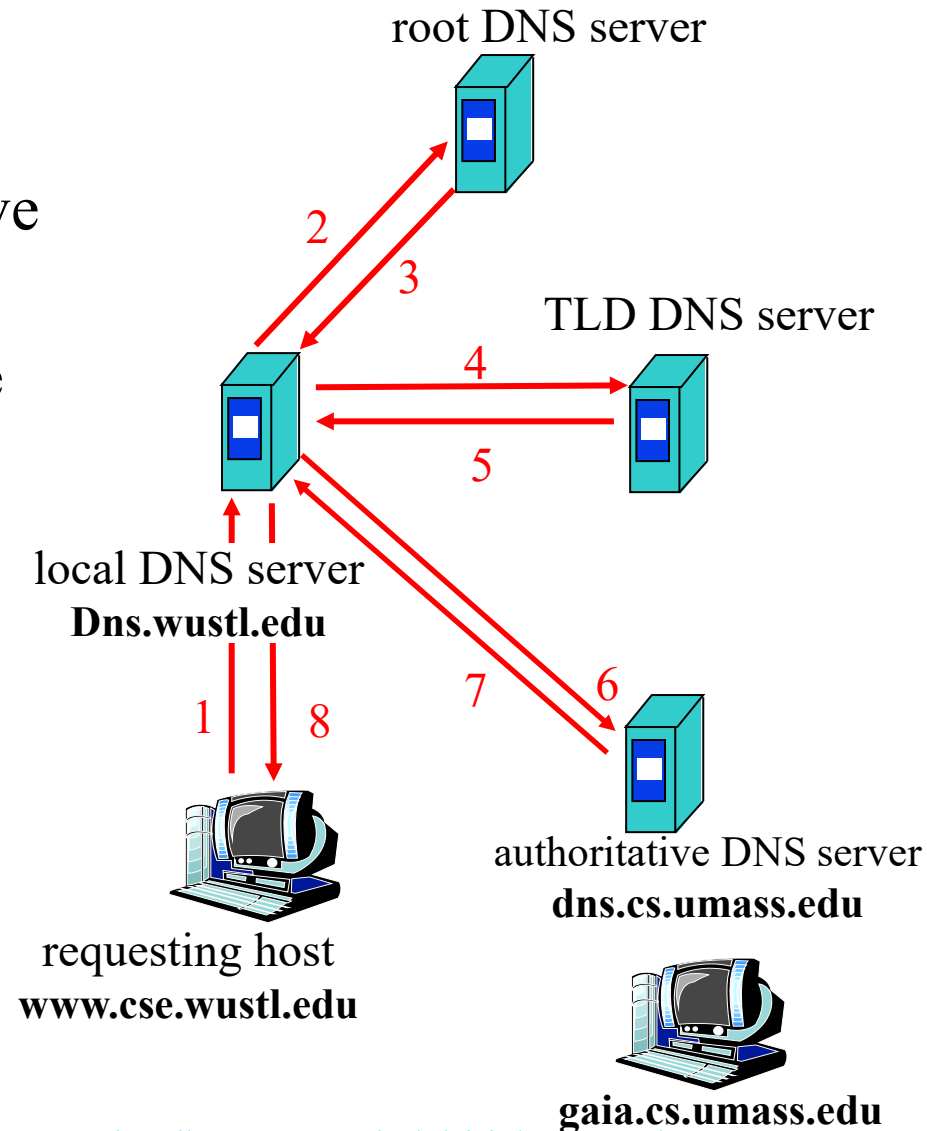 root DNS server
ve
2
3
TLD DNS server
e
4
5
local DNS server
Dns.wustl.edu
1
8
7
6
authoritative DNS server
dns.cs.umass.edu
requesting host
www.cse.wustl.edu
gaia.cs.umass.edu